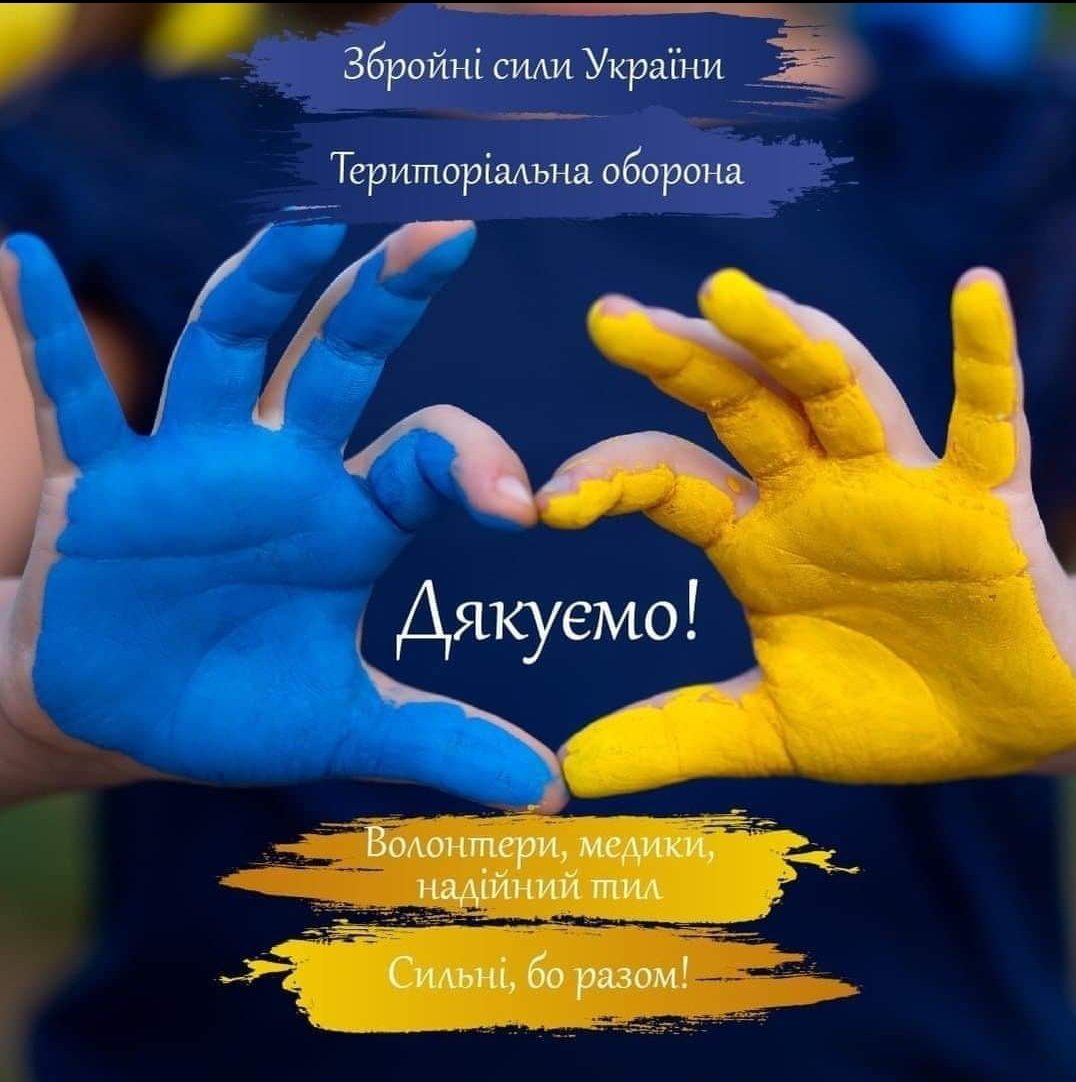 Збройні сили України
Територіальна оборона
Дякуємо!
Волонтери, медики,
надійний тил
Сильні, бо разом!